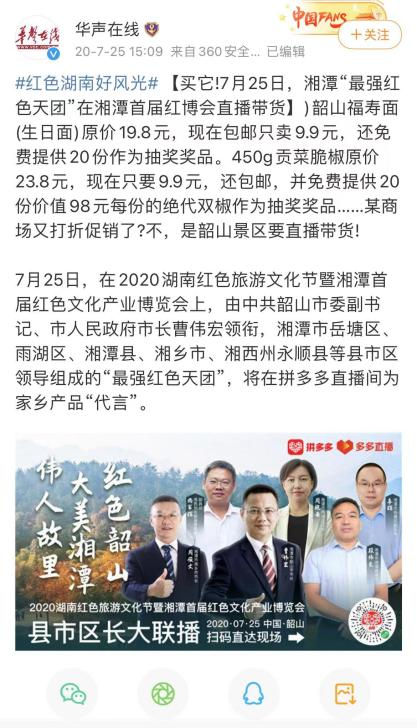 华声在线
20-7-25 15:09 来自360安全... 已编辑
中国FANS
+关注
#红色湖南好风光# 【买它!7月25日，湘潭“最强红
色天团”在湘潭首届红博会直播带货】)韶山福寿面
(生日面)原价19.8元，现在包邮只卖9.9元，还免
费提供20份作为抽奖奖品。450g贡菜脆椒原价
23.8元，现在只要9.9元，还包邮，并免费提供20
份价值98元每份的绝代双椒作为抽奖奖品……某商
场又打折促销了?不，是韶山景区要直播带货!
7月25日，在2020湖南红色旅游文化节暨湘潭首
届红色文化产业博览会上，由中共韶山市委副书
记、市人民政府市长曹伟宏领衔，湘潭市岳塘区、
雨湖区、湘潭县、湘乡市、湘西州永顺县等县市区
领导组成的“最强红色天团”，将在拼多多直播间为
家乡产品“代言”。
拼多多 多多直播
红色韶山
大美湘潭
伟人故里
2020湖南红色旅游文化节暨湘潭首届红色文化产业博览会
县市区长大联播
2020·07·25 中国·韶山
扫码直达现场